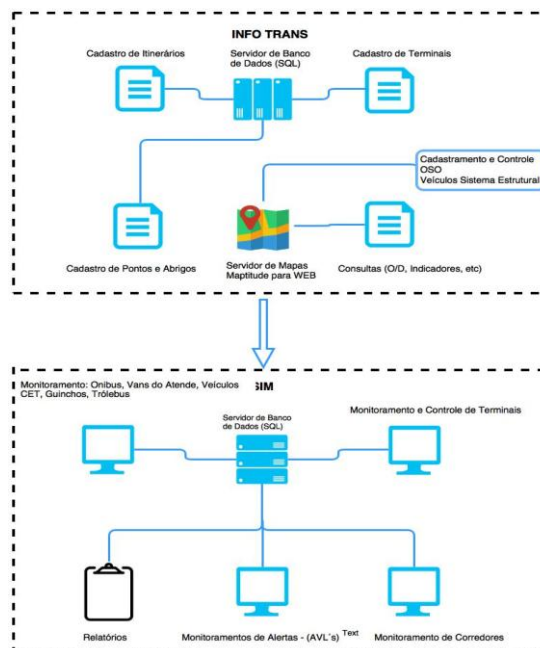 INFO TRANS
Cadastro de Itinerários
Servidor de Banco
de Dados (SQL)
Cadastro de Terminais
Cadastramento e Controle
OSO
Veículos Sistema Estrutural
Cadastro de Pontos e Abrigos
Servidor de Mapas
Maptitude para WEB
Consultas (O/D, Indicadores, etc)
Monitoramento: Onibus, Vans do Atende, Veículos
CET, Guinchos, Trólebus
SIM
Servidor de Banco
de Dados (SQL)
Monitoramento e Controle de Terminais
Relatórios
Monitoramentos de Alertas - (AVL´s) Text
Monitoramento de Corredores